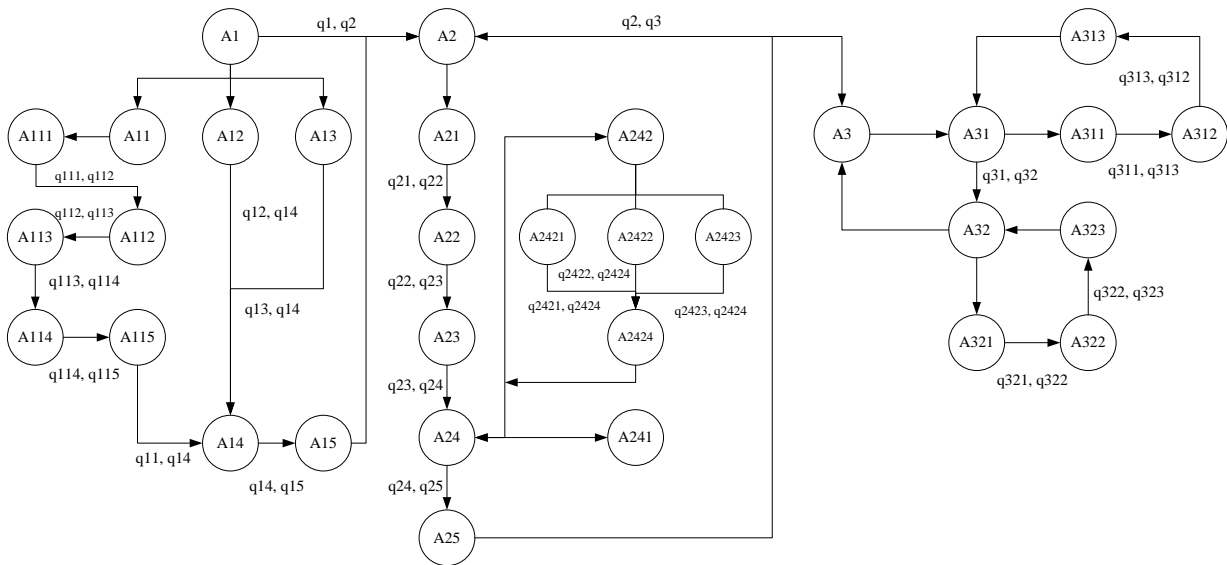 A1
q1, q2
A2
q2, q3
A313
q313, q312
A111
A11
A12
A13
A21
A242
A3
A31
A311
A312
q111, q112
q21, q22
q31, q32
q311, q313
q112, q113
q12, q14
A113
A112
A22
A2421
A2422
A2423
A32
A323
q113, q114
q22, q23
q2422, q2424
q13, q14
q2421, q2424
q2423, q2424
q322, q323
A114
A115
A23
A2424
A321
A322
q114, q115
q23, q24
q321, q322
A14
A15
A24
A241
q11, q14
q14, q15
q24, q25
A25